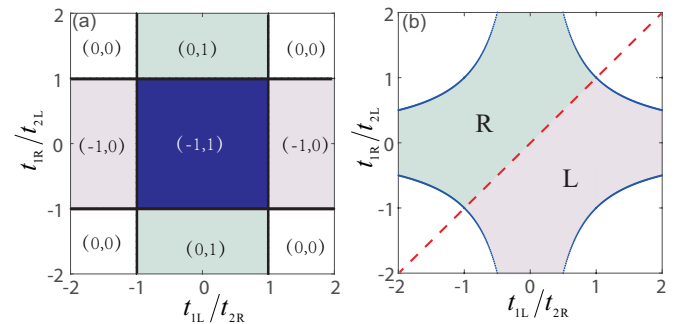 (a)
(0,0) (0,1) (0,0)
(-1,0) (-1,1) (-1,0)
(0,0) (0,1) (0,0)
2
1
0
-1
-2
-2 -1 0 1 2
t1R/t2L
t1L/t2R
(b)
R
L
2
1
0
-1
-2
-2 -1 0 1 2
t1R/t2L
t1L/t2R